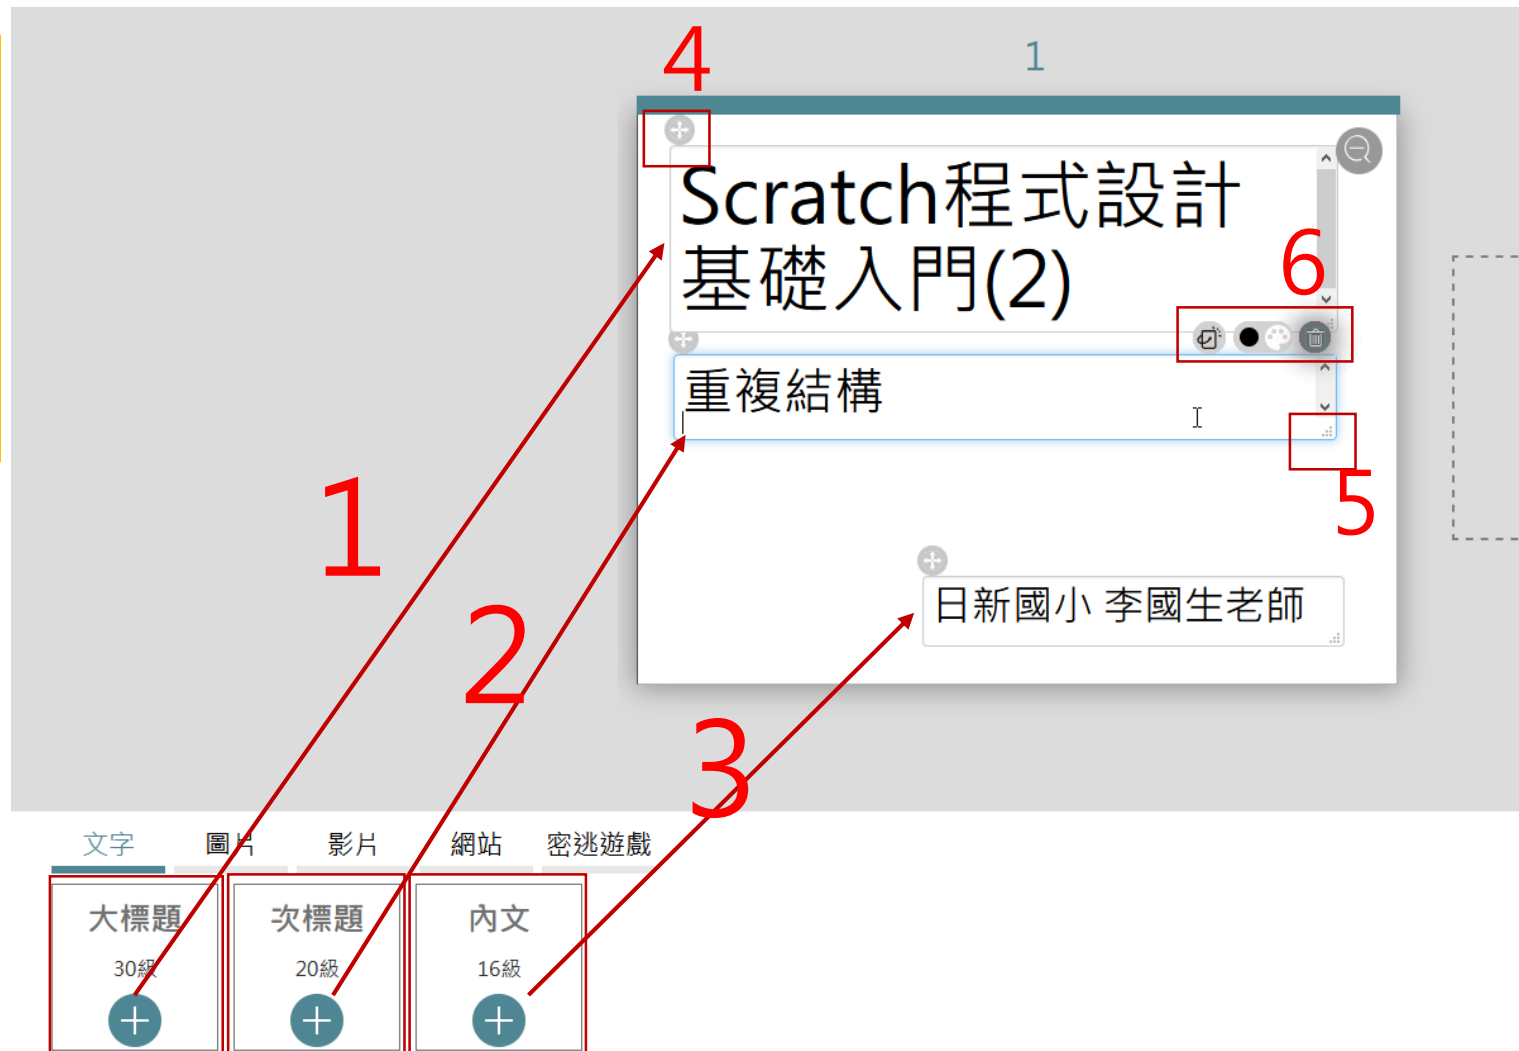 4
1
Scratch程式設計
基礎入門(2)
6
重複結構
5
1
2
日新國小 李國生老師
3
文字 圖片 影片 網站 密逃遊戲
大標題 次標題 內文
30級 20級 16級